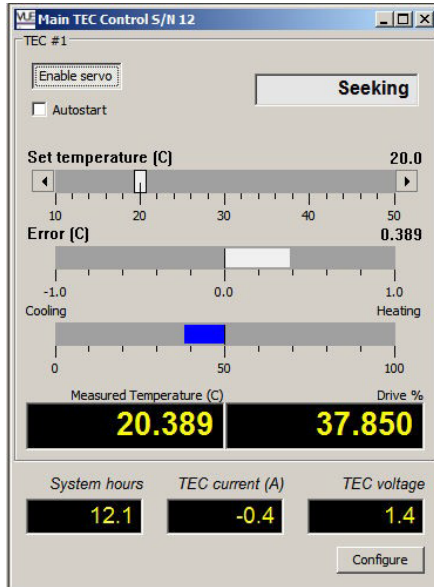 VUF Main TEC Control S/N 12
TEC #1
Enable servo
Seeking
Autostart
Set temperature (C) 20.0
10 20 30 40 50
Error (C) 0.389
-1.0 0.0 1.0
Cooling Heating
0 50 100
Measured Temperature (C) Drive %
20.389 37.850
System hours TEC current (A) TEC voltage
12.1 -0.4 1.4
Configure